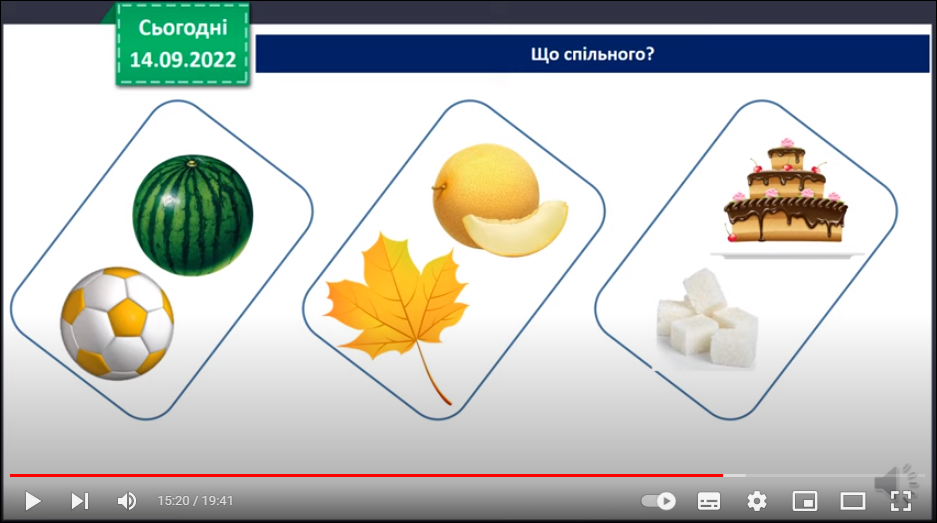 Сьогодні
14.09.2022
Що спільного?
15:20 / 19:41